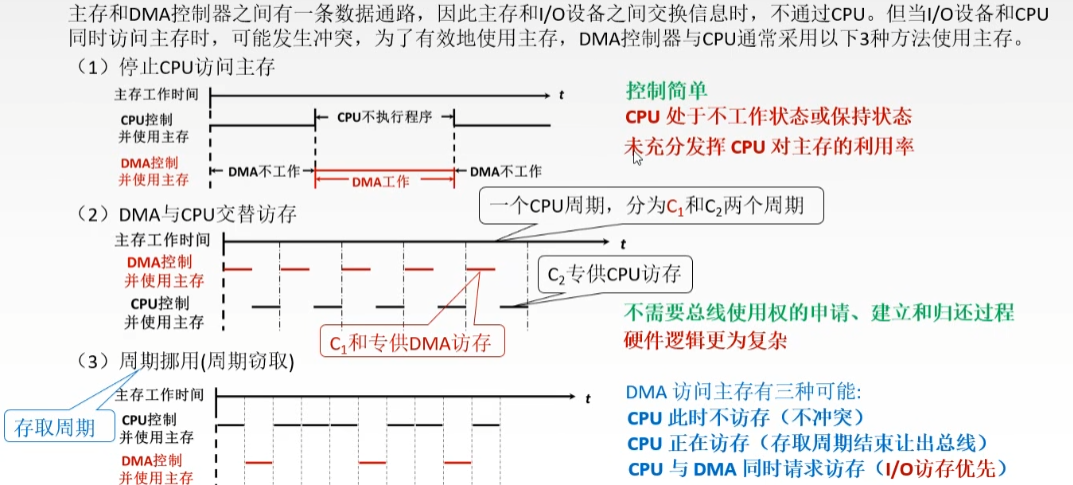 主存和DMA控制器之间有一条数据通路，因此主存和I/O设备之间交换信息时，不通过CPU。但当I/O设备和CPU
同时访问主存时，可能发生冲突，为了有效地使用主存，DMA控制器与CPU通常采用以下3种方法使用主存。
（1）停止CPU访问主存
主存工作时间
t
CPU控制
并使用主存
CPU不执行程序
DMA控制
并使用主存
DMA不工作
DMA工作
DMA不工作
控制简单
CPU 处于不工作状态或保持状态
未充分发挥 CPU 对主存的利用率
（2）DMA与CPU交替访存
一个CPU周期，分为C₁和C₂两个周期
主存工作时间
t
DMA控制
并使用主存
C₂专供CPU访存
CPU控制
并使用主存
C₁和专供DMA访存
不需要总线使用权的申请、建立和归还过程
硬件逻辑更为复杂
（3）周期挪用(周期窃取)
存取周期
主存工作时间
t
CPU控制
并使用主存
DMA控制
并使用主存
DMA 访问主存有三种可能:
CPU 此时不访存（不冲突）
CPU 正在访存（存取周期结束让出总线）
CPU 与 DMA 同时请求访存（I/O访存优先）